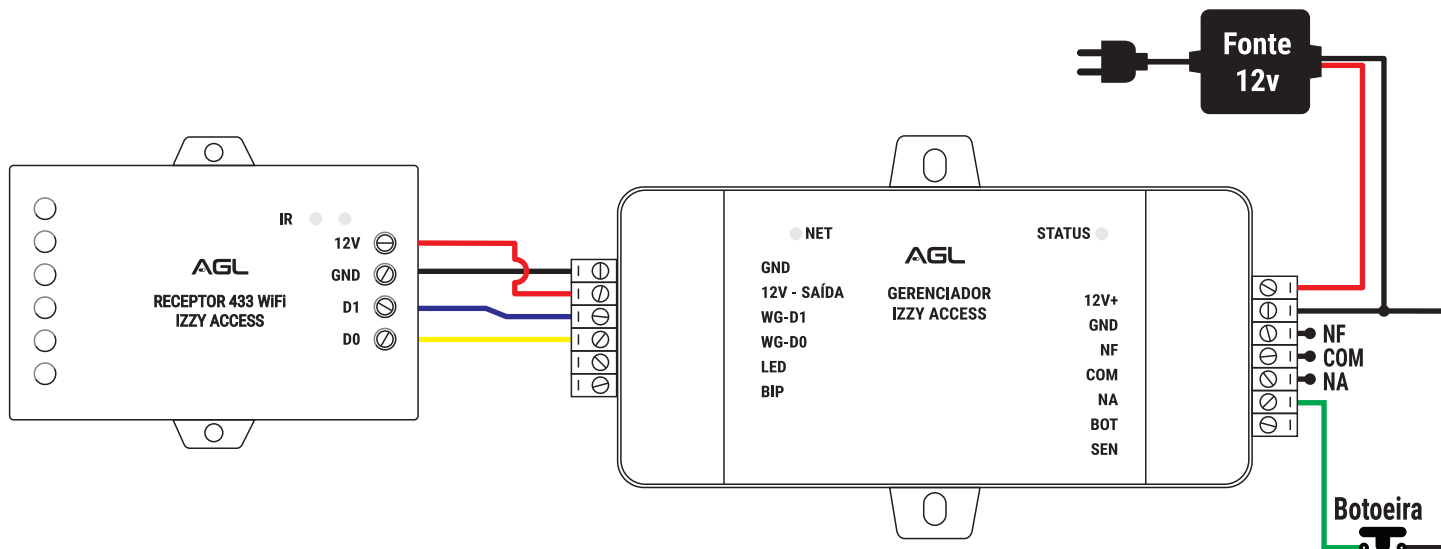 Fonte
12v
IR
12V
GND
D1
D0
AGL
RECEPTOR 433 WiFi
IZZY ACCESS
NET
GND
12V - SAÍDA
WG-D1
WG-D0
LED
BIP
AGL
GERENCIADOR
IZZY ACCESS
STATUS
12V+
GND
NF
COM
NA
BOT
SEN
NF
COM
NA
Botoeira